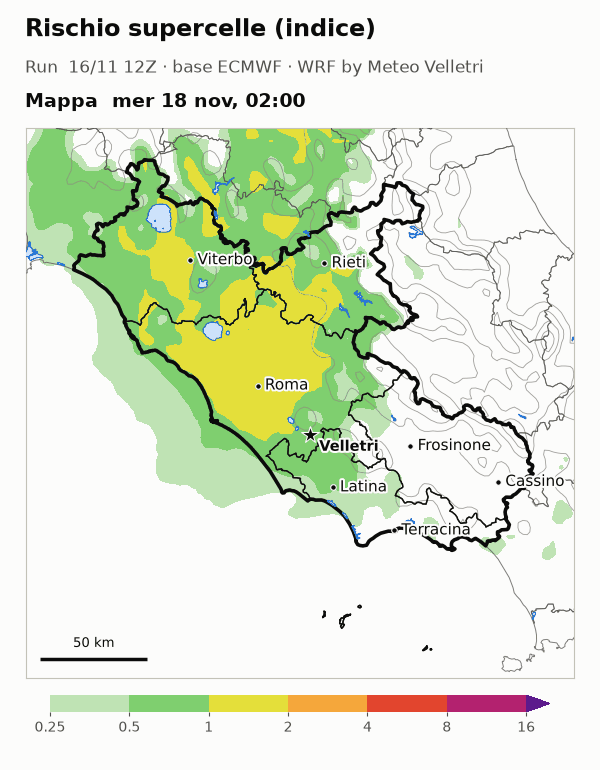 Rischio supercelle (indice)
Run  16/11 12Z · base ECMWF · WRF by Meteo Velletri
Mappa  mer 18 nov, 02:00
Viterbo
Rieti
Roma
Velletri
Frosinone
Latina
Cassino
Terracina
50 km
0.25 0.5 1 2 4 8 16